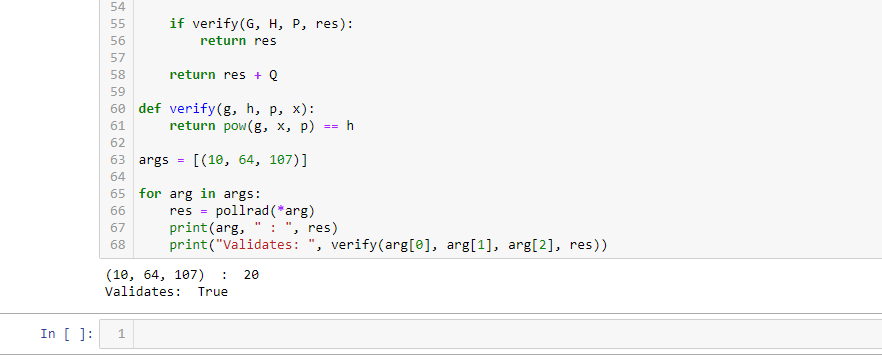 54
55 if verify(G, H, P, res):
56 return res
57
58 return res + Q
59
60 def verify(g, h, p, x):
61 return pow(g, x, p) == h
62
63 args = [(10, 64, 107)]
64
65 for arg in args:
66 res = pollrad(*arg)
67 print(arg, " : ", res)
68 print("Validates: ", verify(arg[0], arg[1], arg[2], res))
(10, 64, 107)  :  20
Validates:  True
In [ ]: 1